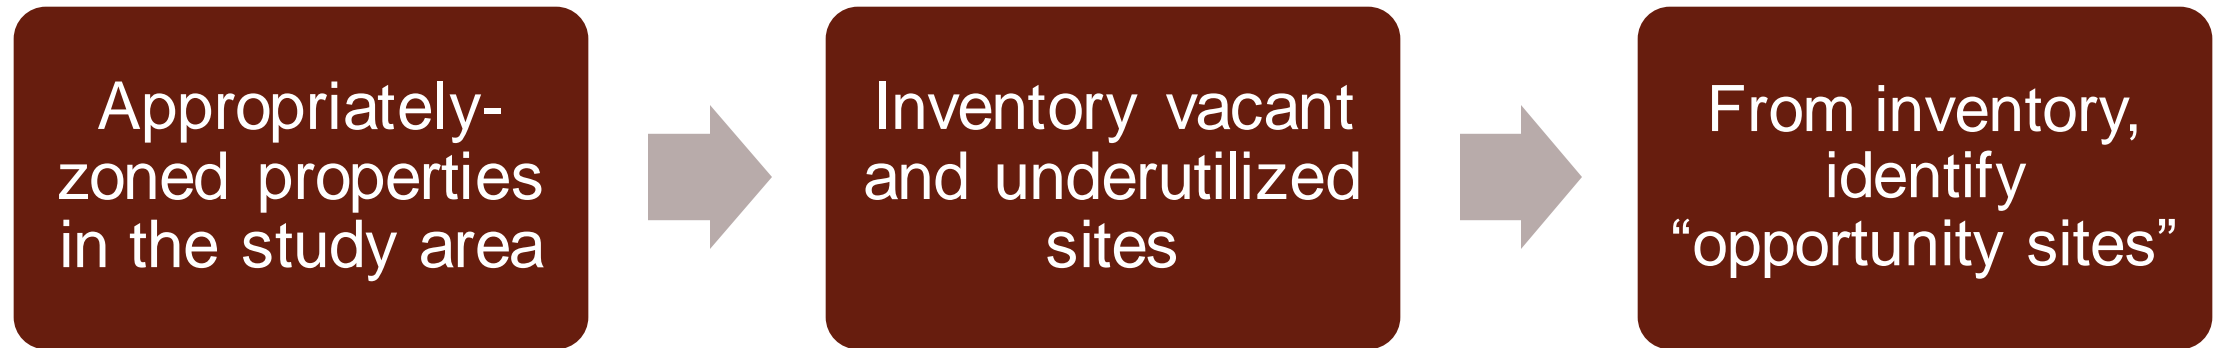 Appropriately-
zoned properties
in the study area
Inventory vacant
and underutilized
sites
From inventory,
identify
“opportunity sites”